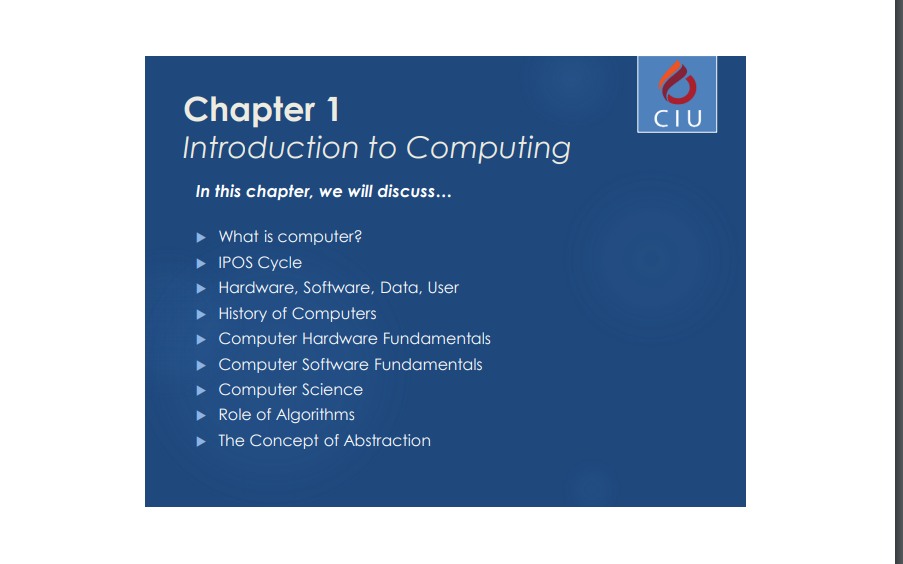 CIU
Chapter 1
Introduction to Computing
In this chapter, we will discuss...
What is computer?
IPOS Cycle
Hardware, Software, Data, User
History of Computers
Computer Hardware Fundamentals
Computer Software Fundamentals
Computer Science
Role of Algorithms
The Concept of Abstraction